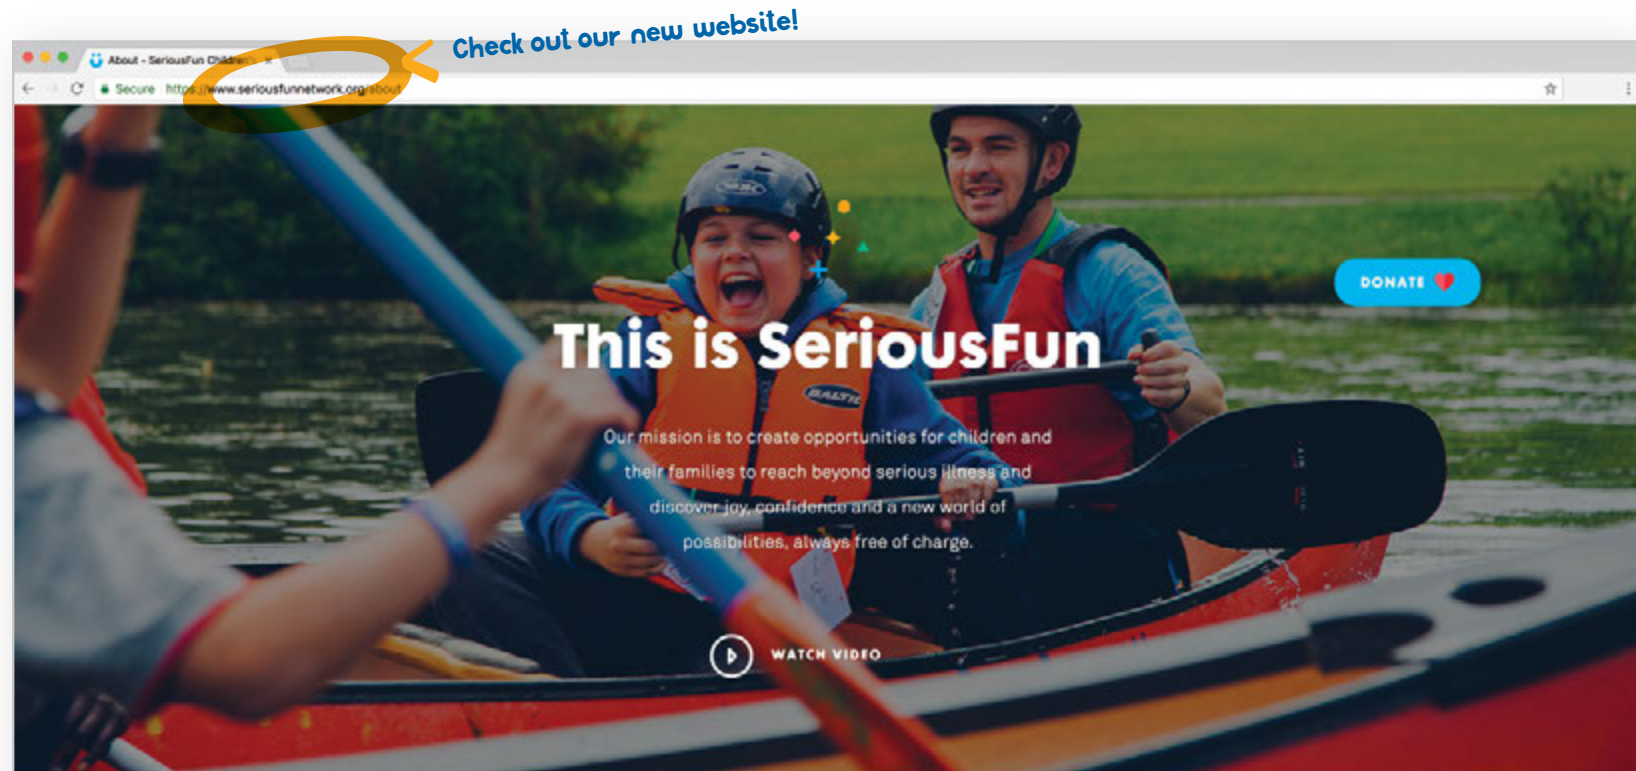 Check out our new website!
About - SeriousFun Children's
Secure https://www.seriousfunnetwork.org/about
DONATE
This is SeriousFun
BALTIC
Our mission is to create opportunities for children and
their families to reach beyond serious illness and
discover joy, confidence and a new world of
possibilities, always free of charge.
WATCH VIDEO